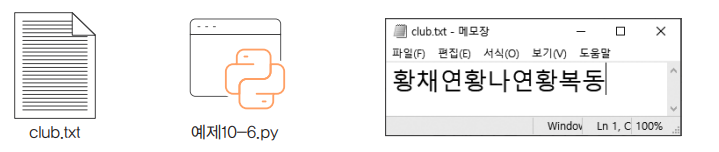 club.txt
예제10-6.py
club.txt - 메모장
파일(F) 편집(E) 서식(O) 보기(V) 도움말
황채연황나연황복동
Window Ln 1, C 100%